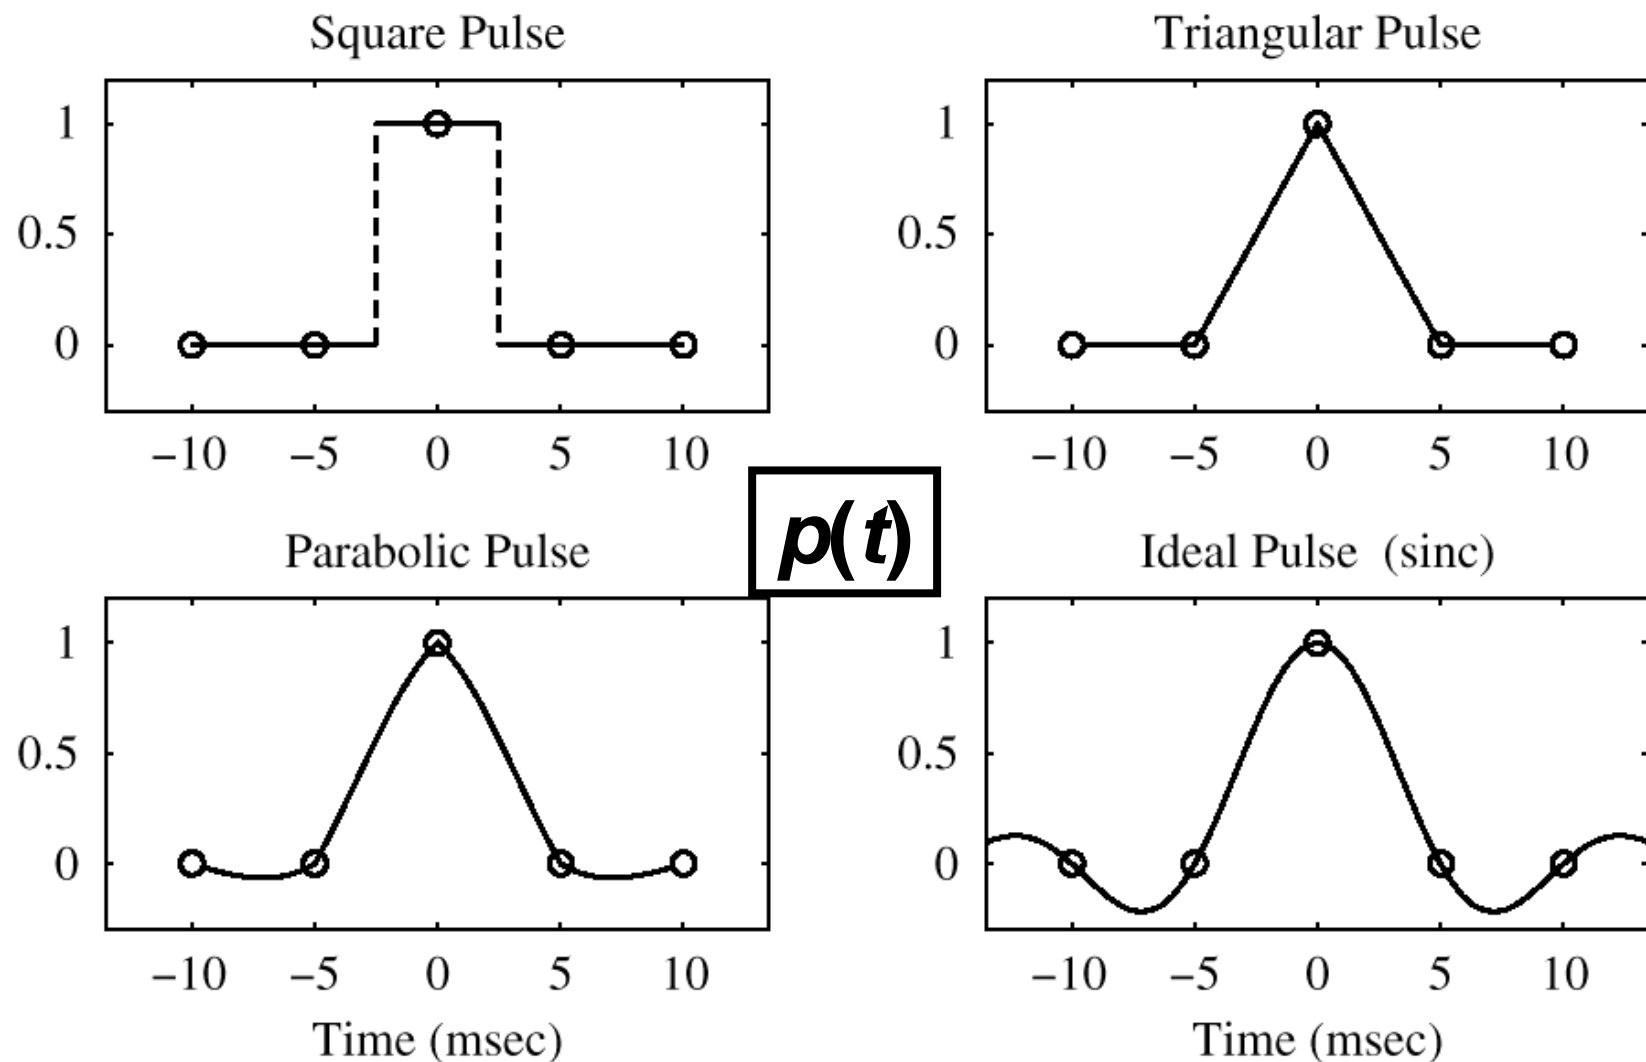 Square Pulse
1
0.5
0
−10 −5 0 5 10
Triangular Pulse
1
0.5
0
−10 −5 0 5 10
p(t)
Parabolic Pulse
1
0.5
0
−10 −5 0 5 10
Time (msec)
Ideal Pulse (sinc)
1
0.5
0
−10 −5 0 5 10
Time (msec)